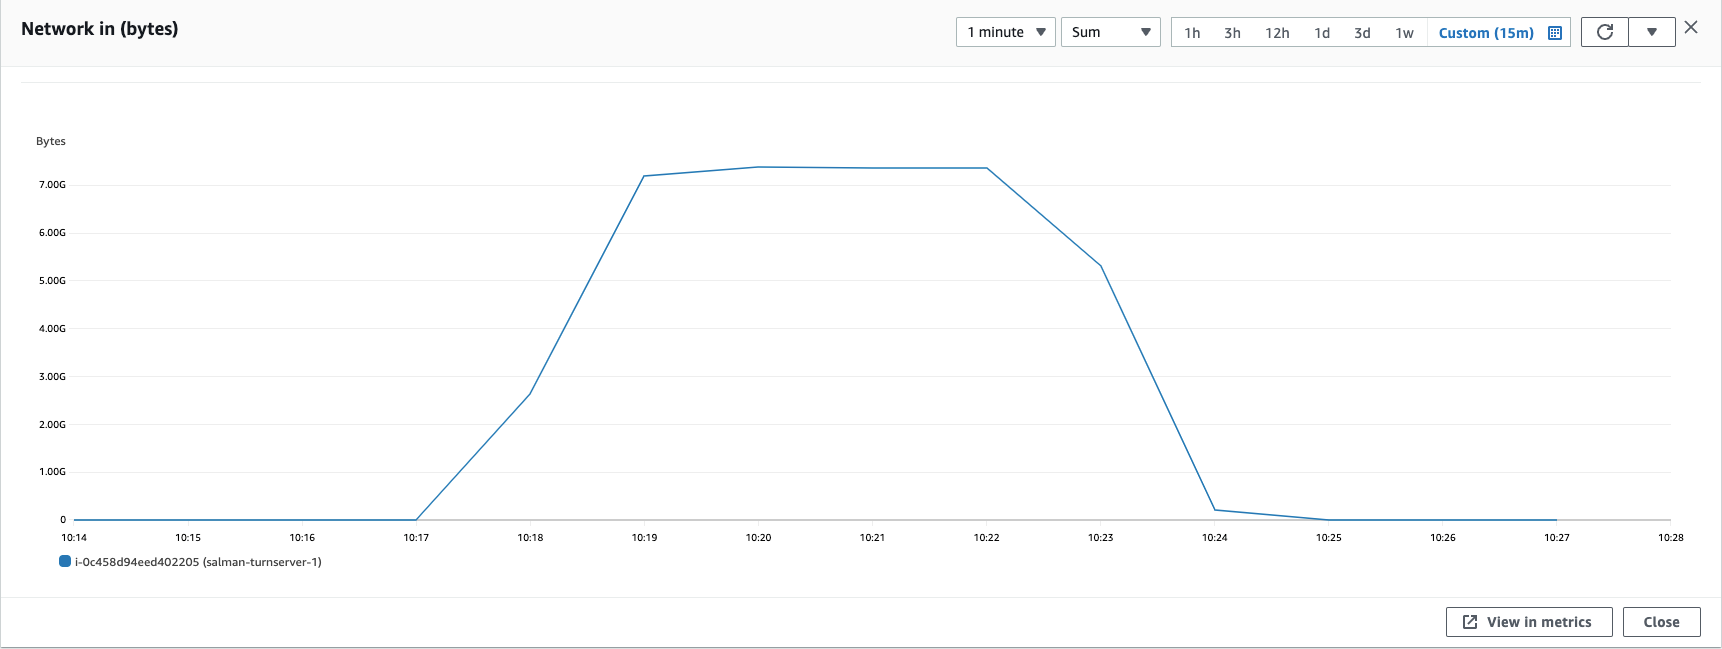 Network in (bytes)
1 minute
Sum
1h 3h 12h 1d 3d 1w Custom (15m)
Bytes
7.00G
6.00G
5.00G
4.00G
3.00G
2.00G
1.00G
0
10:14 10:15 10:16 10:17 10:18 10:19 10:20 10:21 10:22 10:23 10:24 10:25 10:26 10:27 10:28
i-0c458d94eed402205 (salman-turnserver-1)
View in metrics
Close